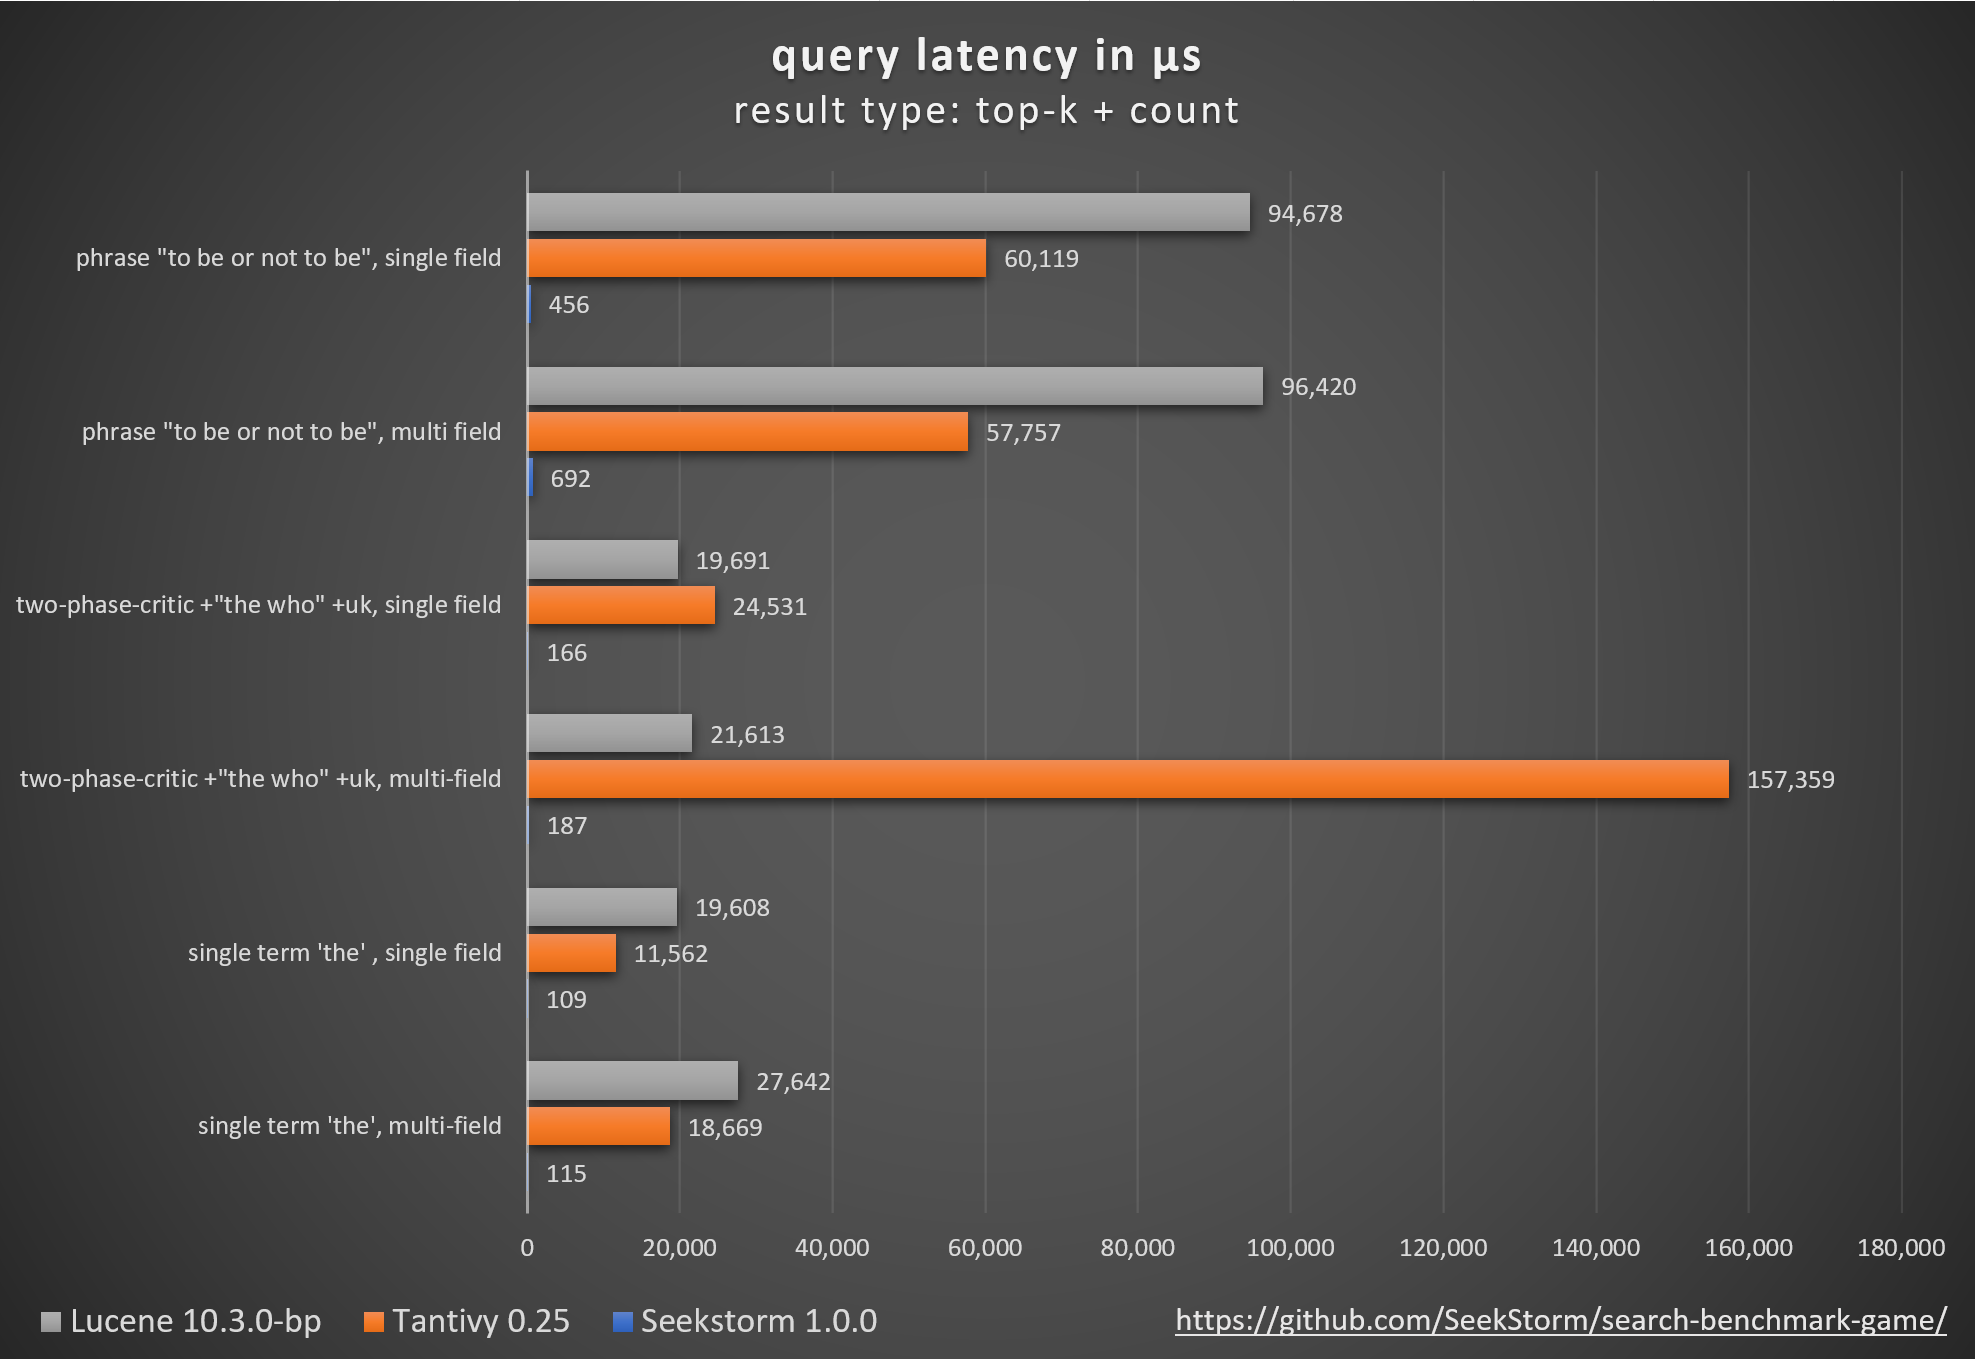 query latency in µs
result type: top-k + count
94,678
phrase "to be or not to be", single field
60,119
456
96,420
phrase "to be or not to be", multi field
57,757
692
19,691
two-phase-critic +"the who" +uk, single field
24,531
166
21,613
two-phase-critic +"the who" +uk, multi-field
157,359
187
19,608
single term 'the' , single field
11,562
109
27,642
single term 'the', multi-field
18,669
115
0 20,000 40,000 60,000 80,000 100,000 120,000 140,000 160,000 180,000
Lucene 10.3.0-bp Tantivy 0.25 Seekstorm 1.0.0 https://github.com/SeekStorm/search-benchmark-game/